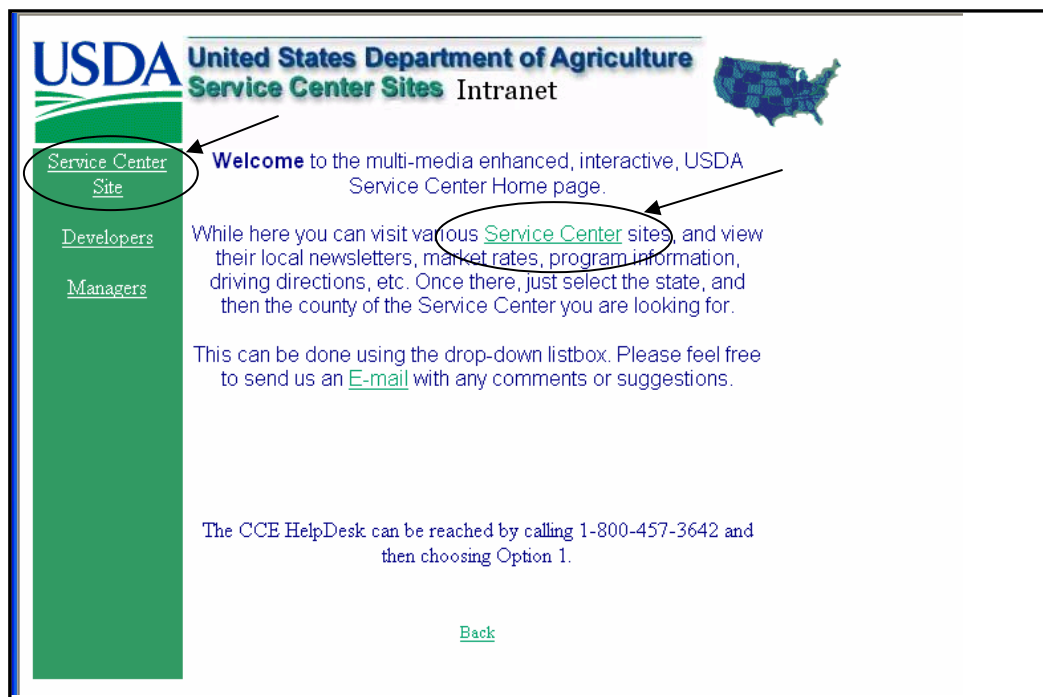 USDA
United States Department of Agriculture
Service Center Sites Intranet
Service Center
Site
Developers
Managers
Welcome to the multi-media enhanced, interactive, USDA
Service Center Home page.
While here you can visit various Service Center sites, and view
their local newsletters, market rates, program information,
driving directions, etc. Once there, just select the state, and
then the county of the Service Center you are looking for.
This can be done using the drop-down listbox. Please feel free
to send us an E-mail with any comments or suggestions.
The CCE HelpDesk can be reached by calling 1-800-457-3642 and
then choosing Option 1.
Back